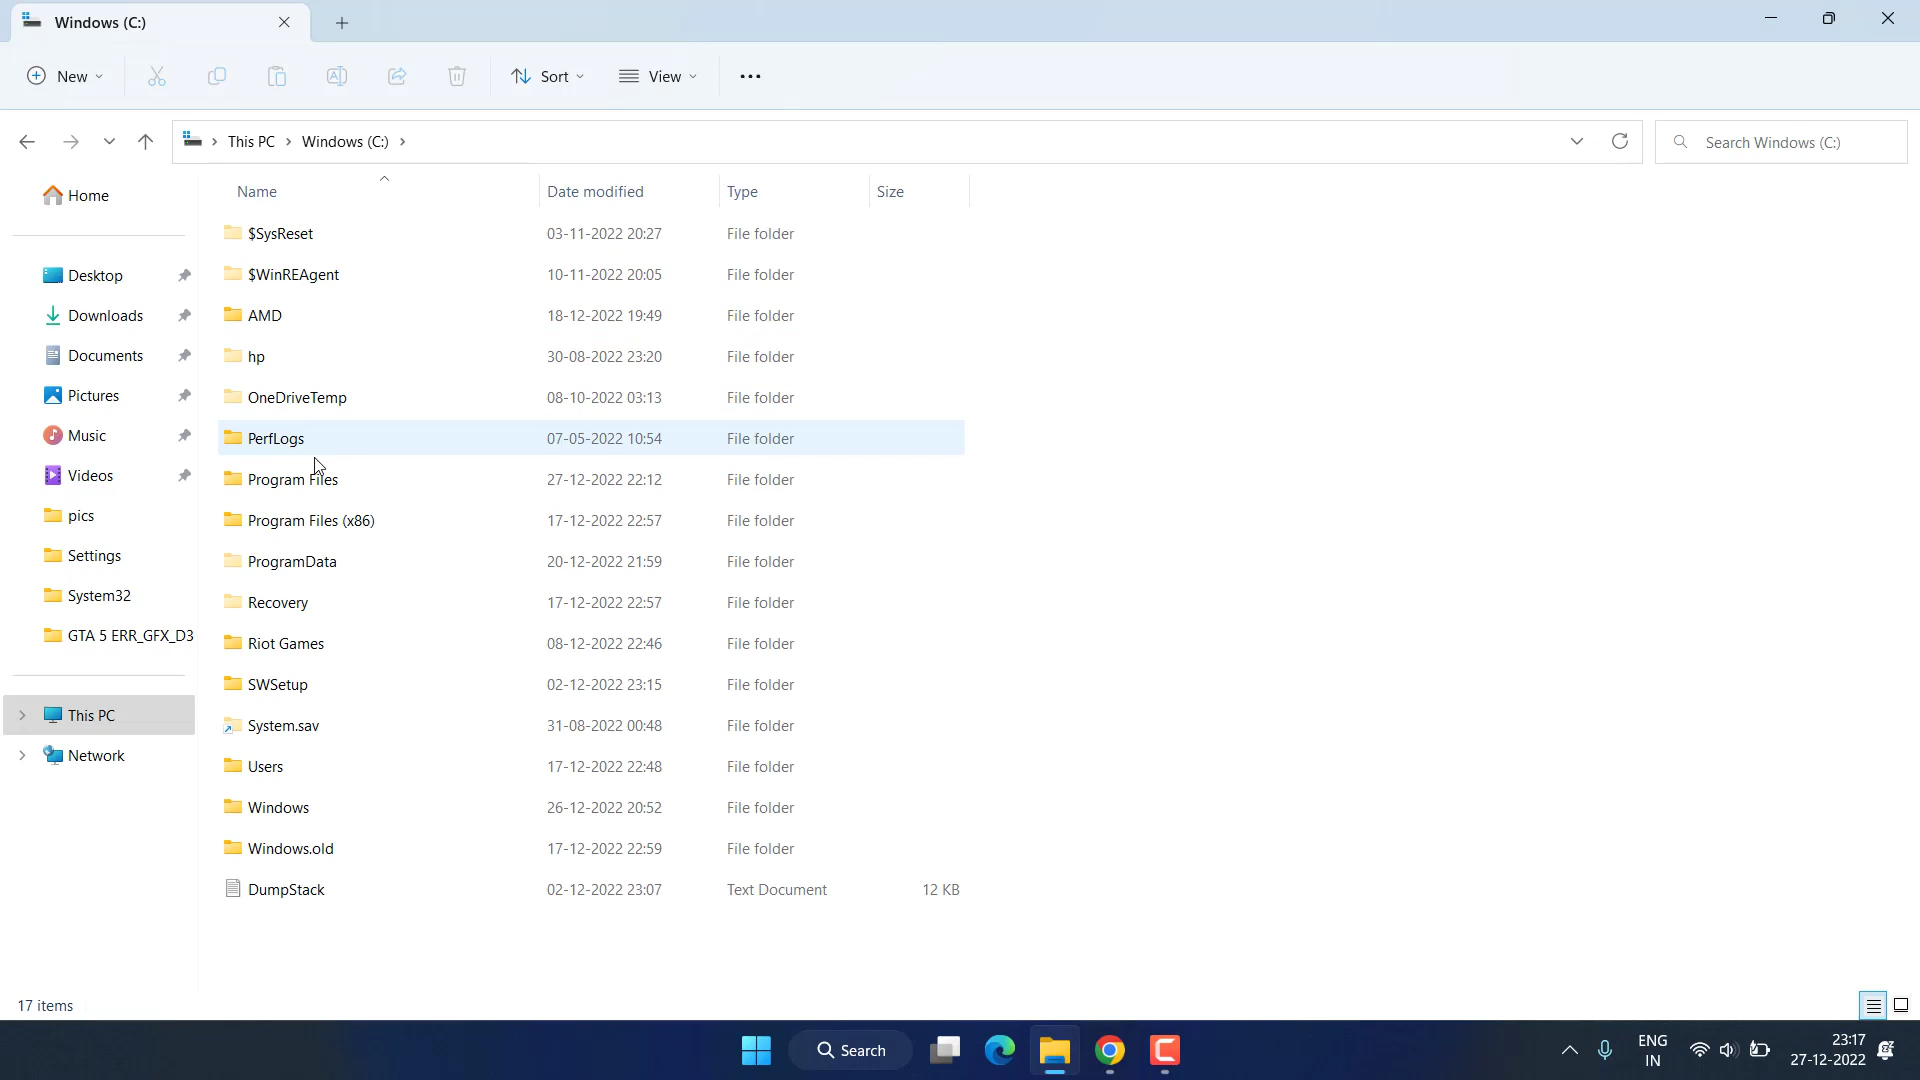 Windows (C:)
New Sort View
This PC Windows (C:) Search Windows (C:)
Name Date modified Type Size
Home
Desktop
Downloads
Documents
Pictures
Music
Videos
pics
Settings
System32
GTA 5 ERR_GFX_D3
This PC
Network
$SysReset 03-11-2022 20:27 File folder
$WinREAgent 10-11-2022 20:05 File folder
AMD 18-12-2022 19:49 File folder
hp 30-08-2022 23:20 File folder
OneDriveTemp 08-10-2022 03:13 File folder
PerfLogs 07-05-2022 10:54 File folder
Program Files 27-12-2022 22:12 File folder
Program Files (x86) 17-12-2022 22:57 File folder
ProgramData 20-12-2022 21:59 File folder
Recovery 17-12-2022 22:57 File folder
Riot Games 08-12-2022 22:46 File folder
SWSetup 02-12-2022 23:15 File folder
System.sav 31-08-2022 00:48 File folder
Users 17-12-2022 22:48 File folder
Windows 26-12-2022 20:52 File folder
Windows.old 17-12-2022 22:59 File folder
DumpStack 02-12-2022 23:07 Text Document 12 KB
17 items
Search
ENG
IN
23:17
27-12-2022